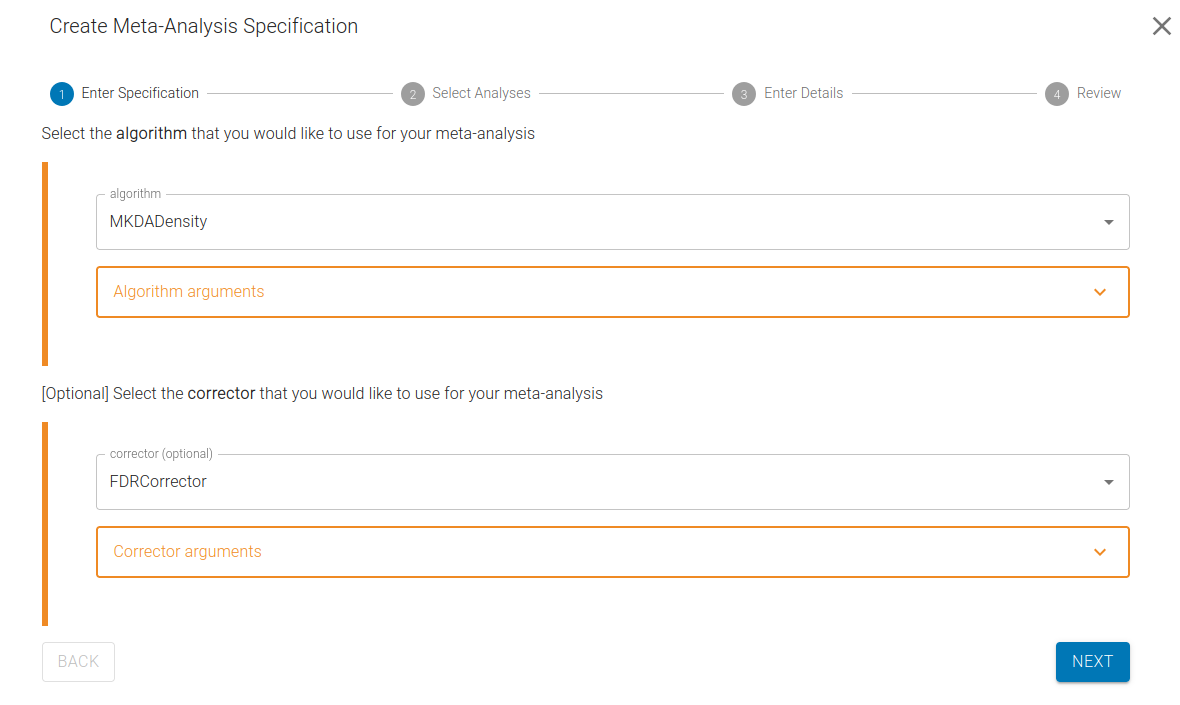 Create Meta-Analysis Specification
1 Enter Specification 2 Select Analyses 3 Enter Details 4 Review
Select the algorithm that you would like to use for your meta-analysis
algorithm
MKDADensity
Algorithm arguments
[Optional] Select the corrector that you would like to use for your meta-analysis
corrector (optional)
FDRCorrector
Corrector arguments
BACK NEXT